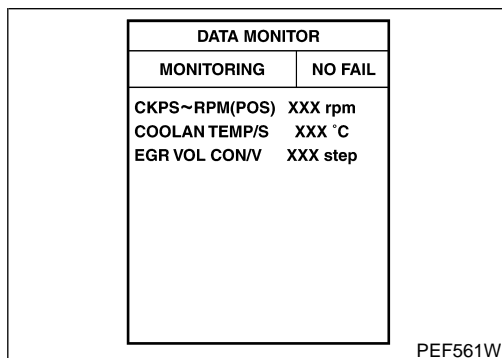 DATA MONITOR
MONITORING NO FAIL
CKPS~RPM(POS) XXX rpm
COOLAN TEMP/S XXX °C
EGR VOL CON/V XXX step
PEF561W